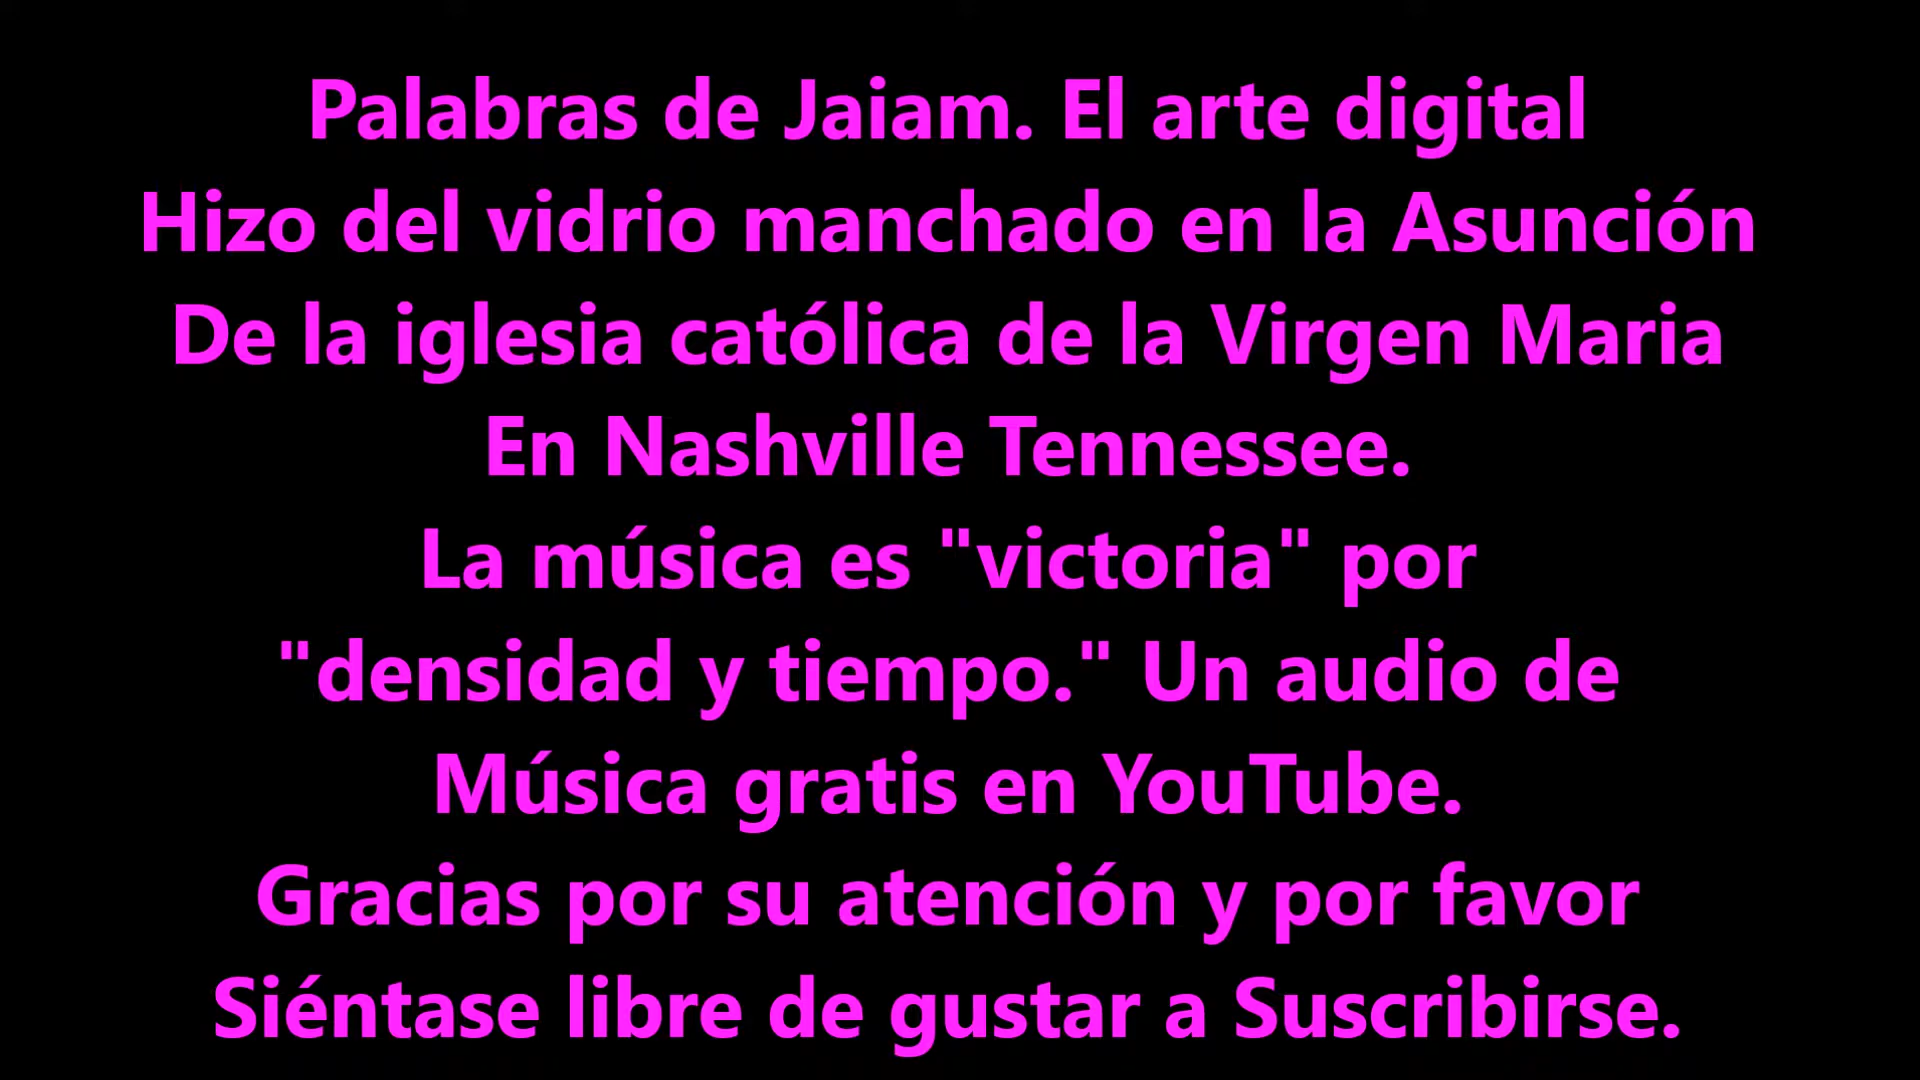 Palabras de Jaiam. El arte digital
Hizo del vidrio manchado en la Asunción
De la iglesia católica de la Virgen Maria
En Nashville Tennessee.
La música es "victoria" por
"densidad y tiempo." Un audio de
Música gratis en YouTube.
Gracias por su atención y por favor
Siéntase libre de gustar a Suscribirse.